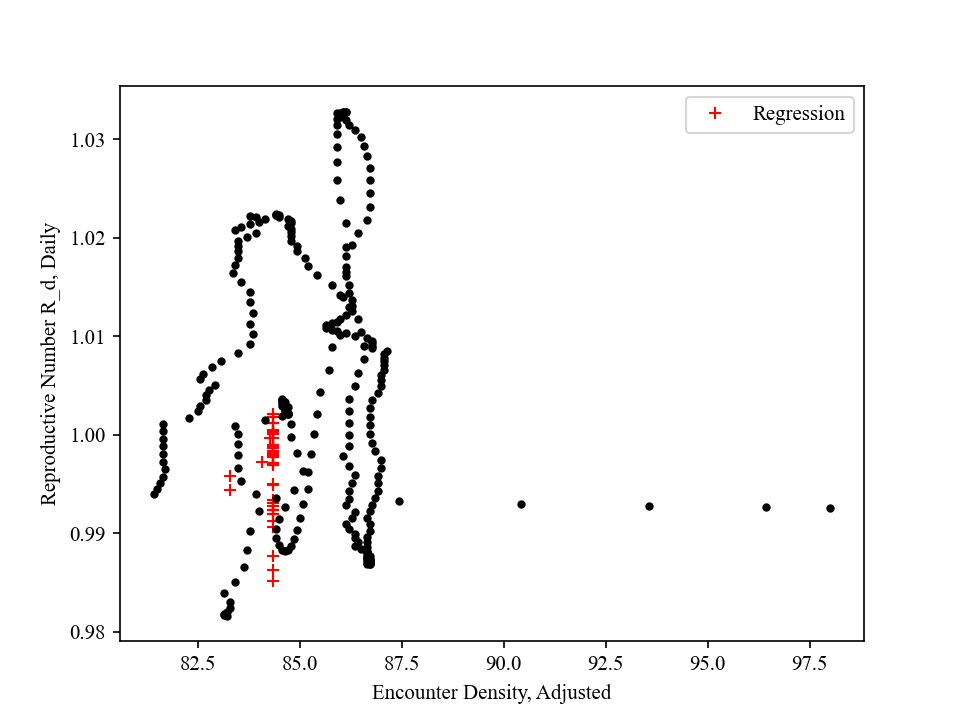 Regression
1.03
1.02
1.01
1.00
0.99
0.98
Reproductive Number R_d, Daily
82.5 85.0 87.5 90.0 92.5 95.0 97.5
Encounter Density, Adjusted